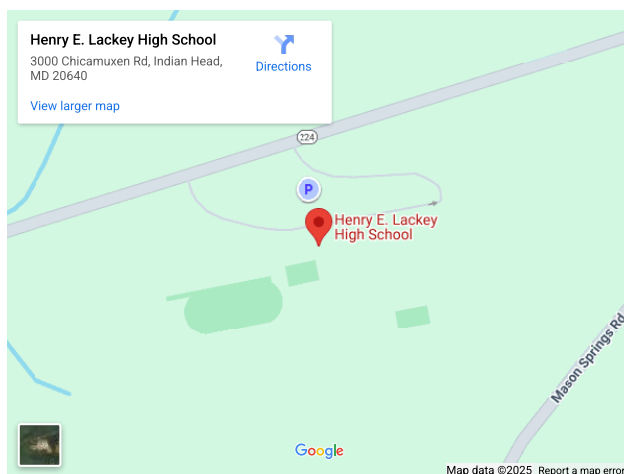 Henry E. Lackey High School
3000 Chicamuxen Rd, Indian Head,
MD 20640
Directions
View larger map
224
P
Henry E. Lackey
High School
Mason Springs Rd
Google
Map data ©2025 Report a map error